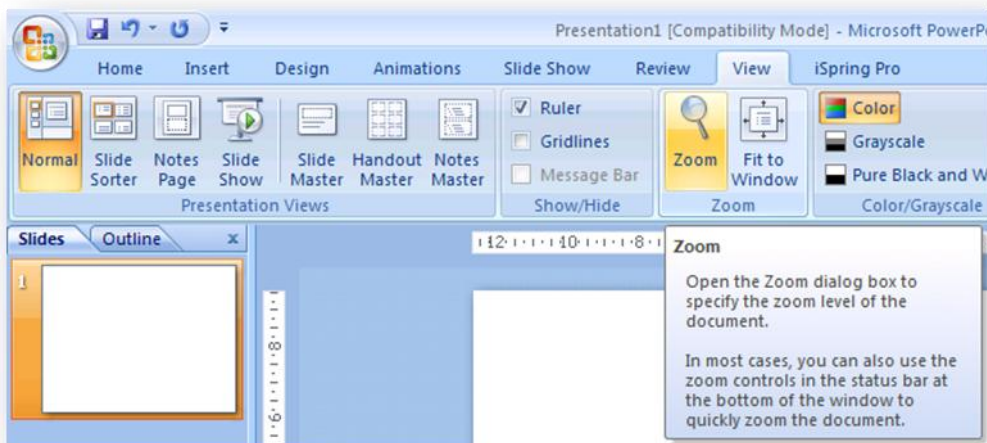 Presentation1 [Compatibility Mode] - Microsoft PowerP
Home Insert Design Animations Slide Show Review View iSpring Pro
Normal
Slide Sorter
Notes Page
Slide Show
Slide Master
Handout Master
Notes Master
Presentation Views
Ruler
Gridlines
Message Bar
Show/Hide
Zoom
Fit to Window
Zoom
Color
Grayscale
Pure Black and W
Color/Grayscale
Slides Outline x
1
12 10 8
8
6
Zoom
Open the Zoom dialog box to
specify the zoom level of the
document.
In most cases, you can also use the
zoom controls in the status bar at
the bottom of the window to
quickly zoom the document.